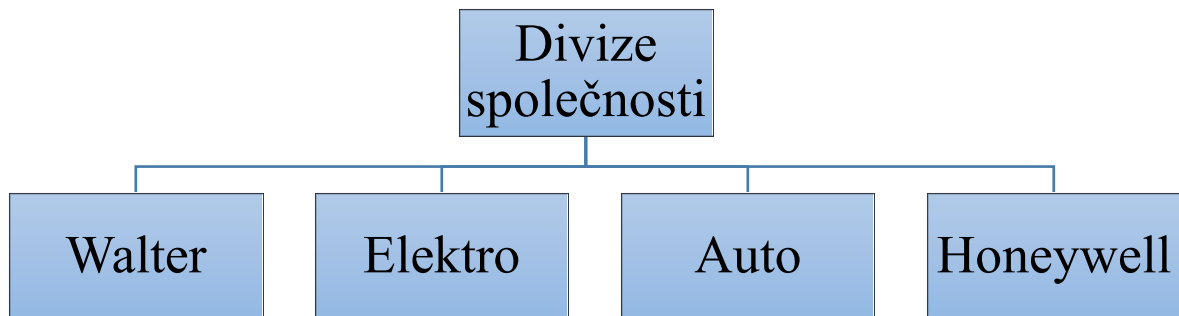 Divize
společnosti
Walter
Elektro
Auto
Honeywell